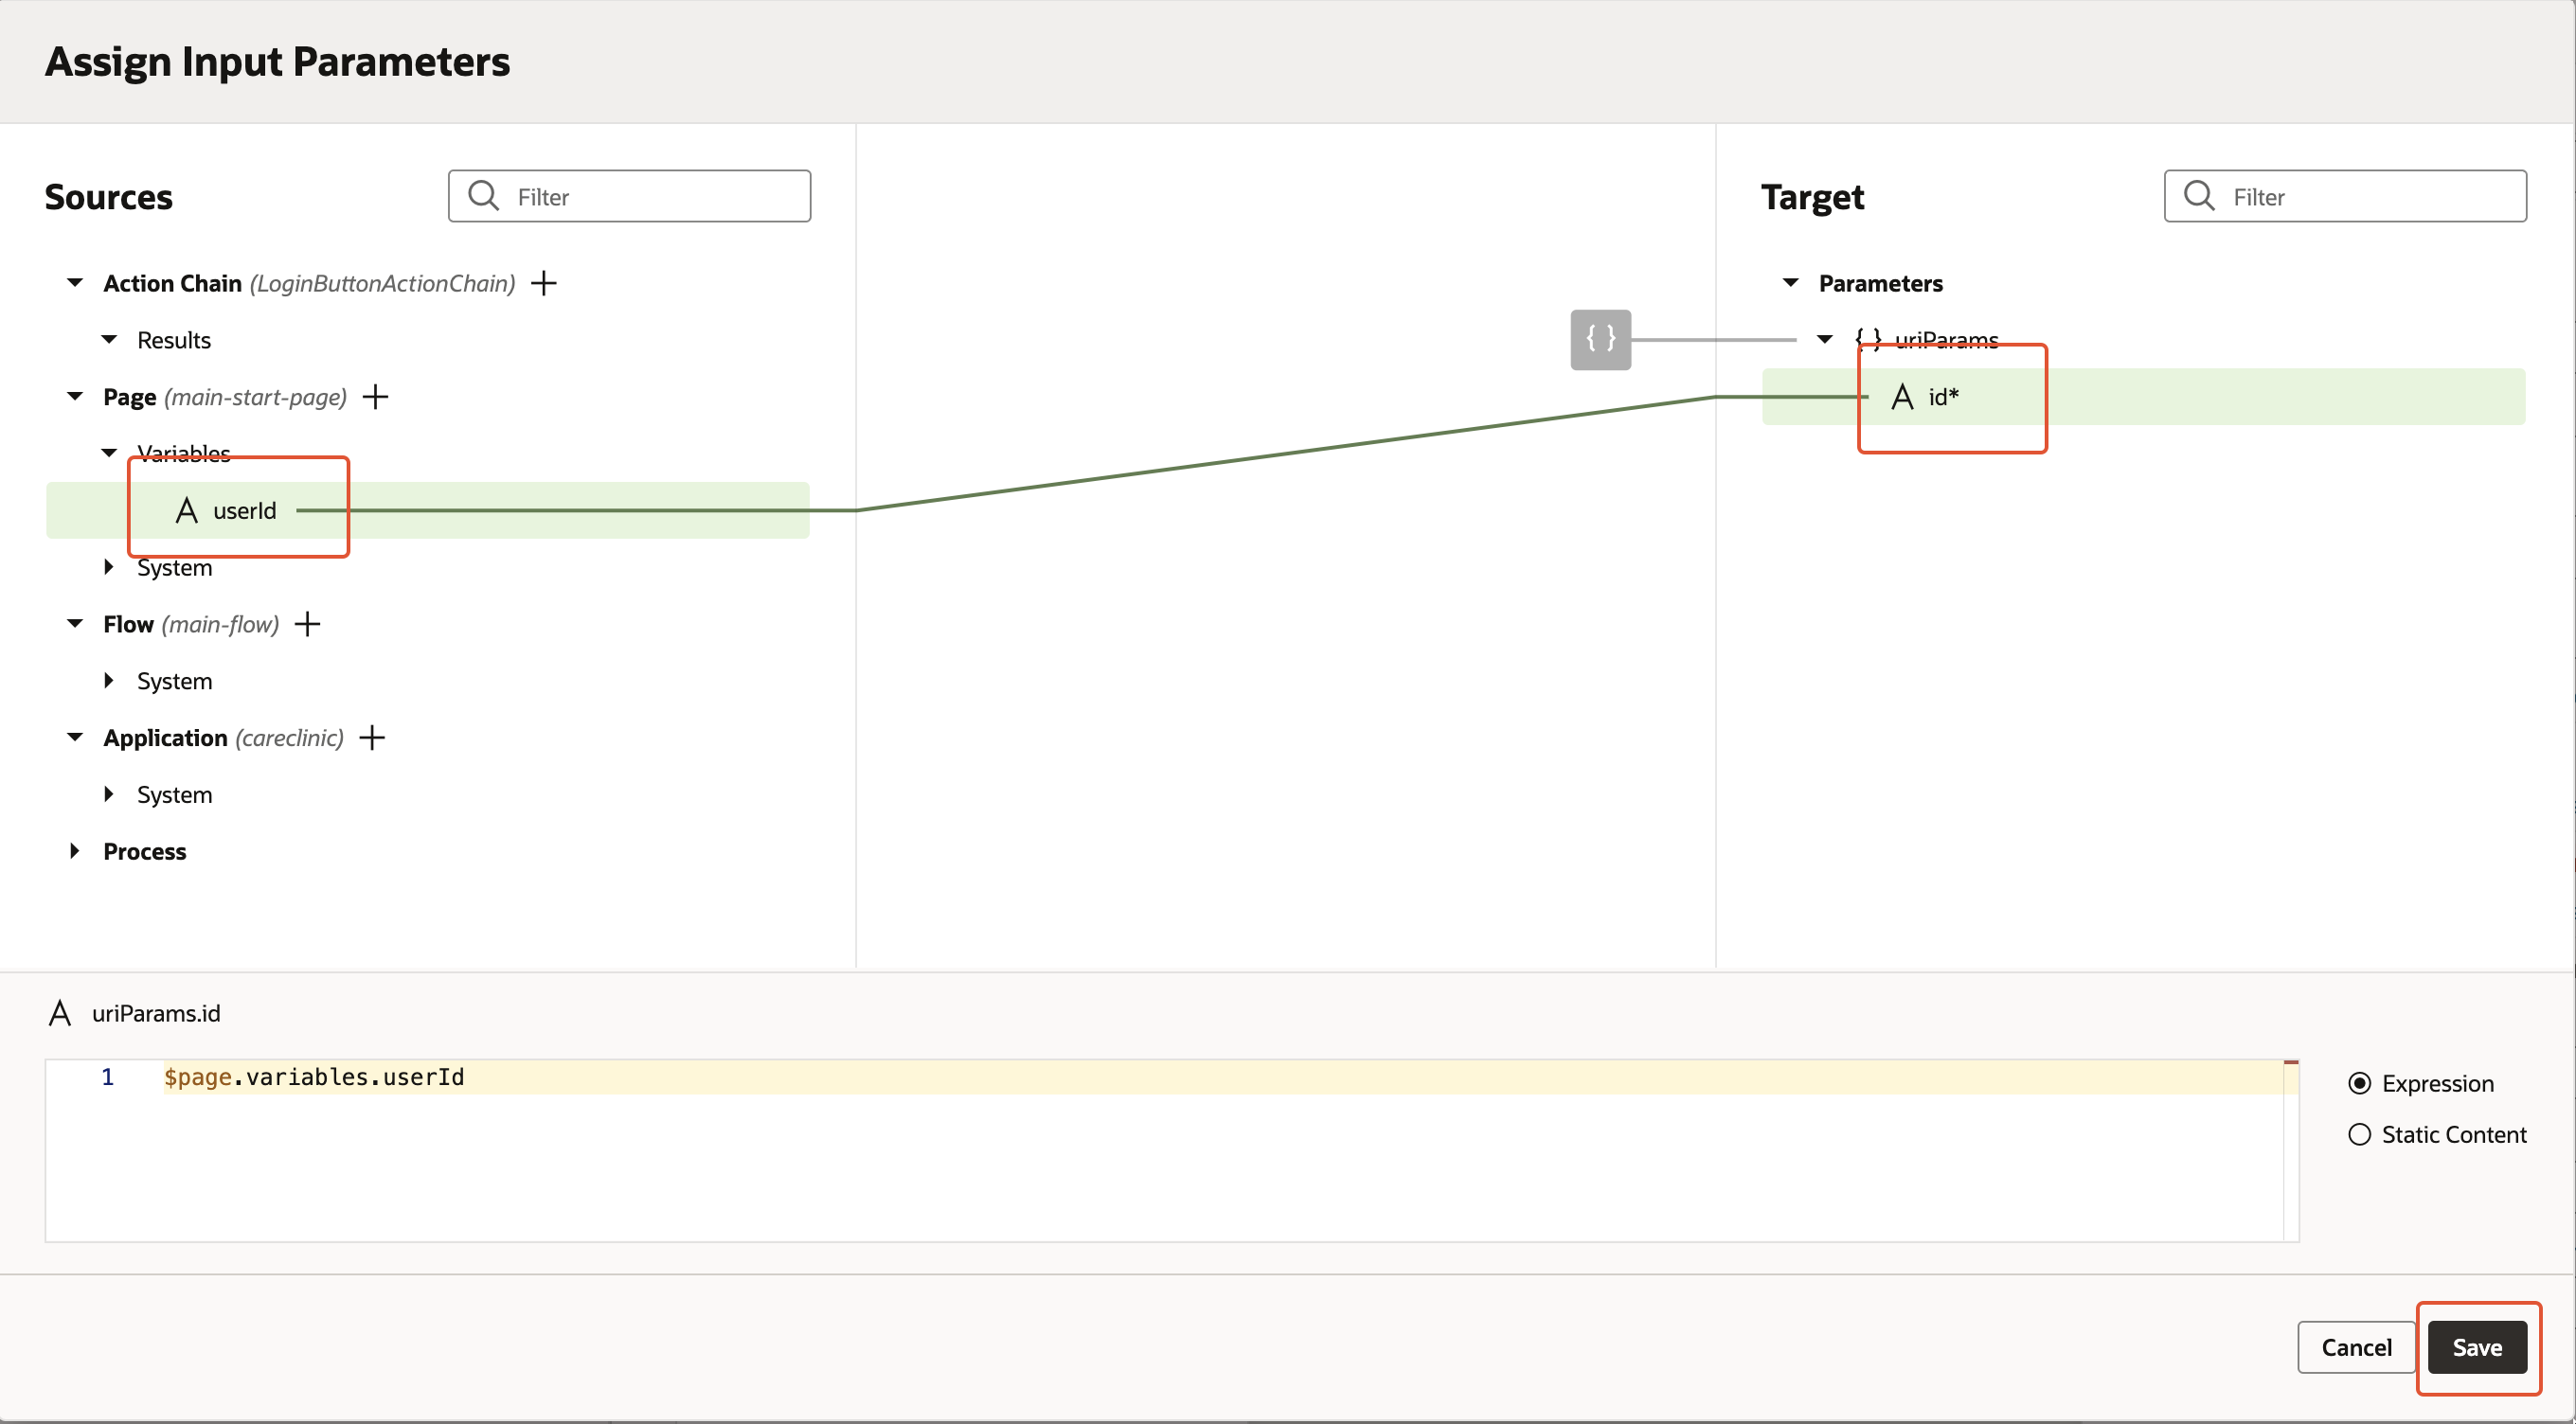 Assign Input Parameters
Sources
Filter
Action Chain (LoginButtonActionChain)
Results
Page (main-start-page)
Variables
A userId
System
Flow (main-flow)
System
Application (careclinic)
System
Process
Target
Filter
Parameters
{ } uriParams
A id*
{ }
A uriParams.id
1 $page.variables.userId
Expression
Static Content
Cancel
Save